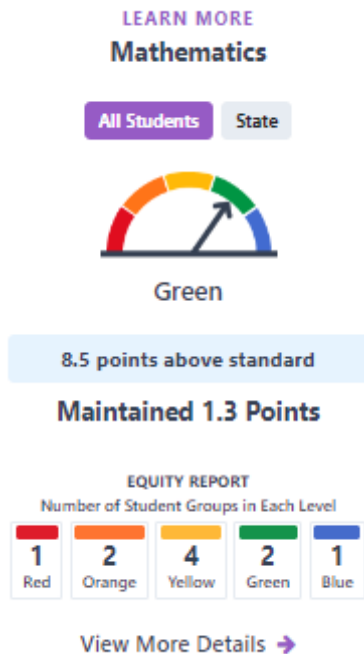 LEARN MORE
Mathematics
All Students State
Green
8.5 points above standard
Maintained 1.3 Points
EQUITY REPORT
Number of Student Groups in Each Level
1 2 4 2 1
Red Orange Yellow Green Blue
View More Details →